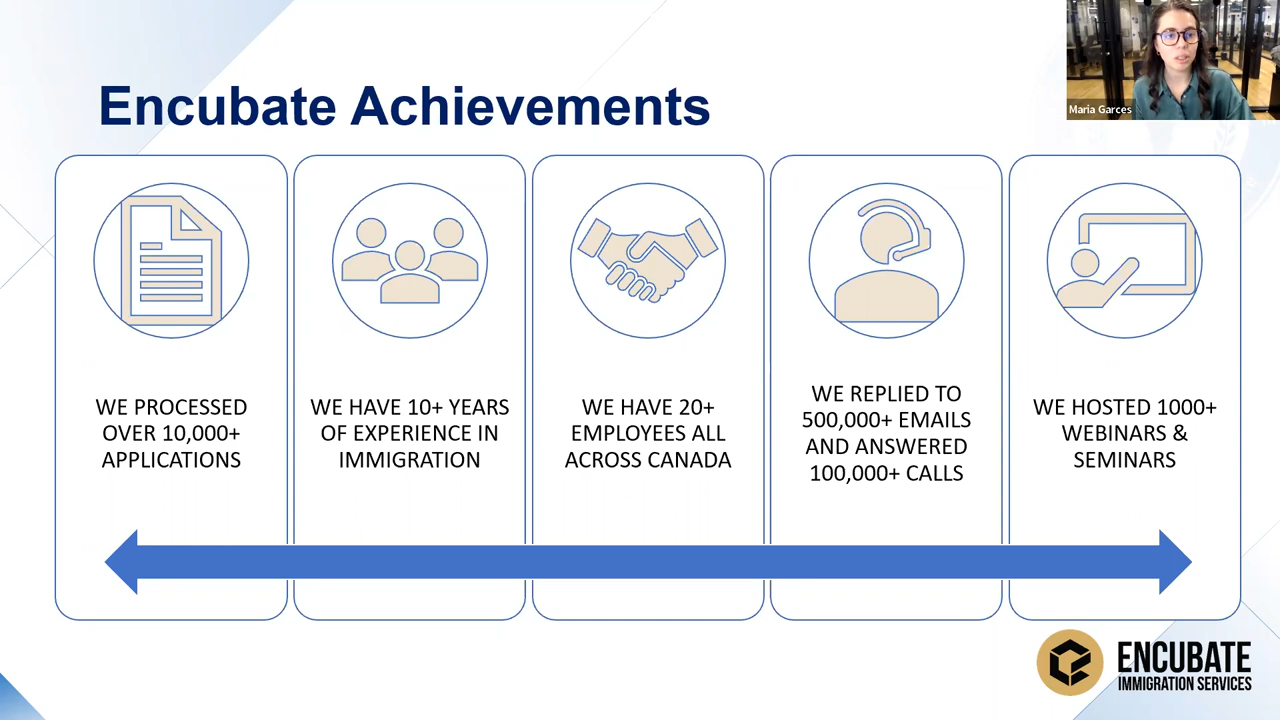 Encubate Achievements
Maria Garces
WE PROCESSED
OVER 10,000+
APPLICATIONS
WE HAVE 10+ YEARS
OF EXPERIENCE IN
IMMIGRATION
WE HAVE 20+
EMPLOYEES ALL
ACROSS CANADA
WE REPLIED TO
500,000+ EMAILS
AND ANSWERED
100,000+ CALLS
WE HOSTED 1000+
WEBINARS &
SEMINARS
ENCUBATE
IMMIGRATION SERVICES